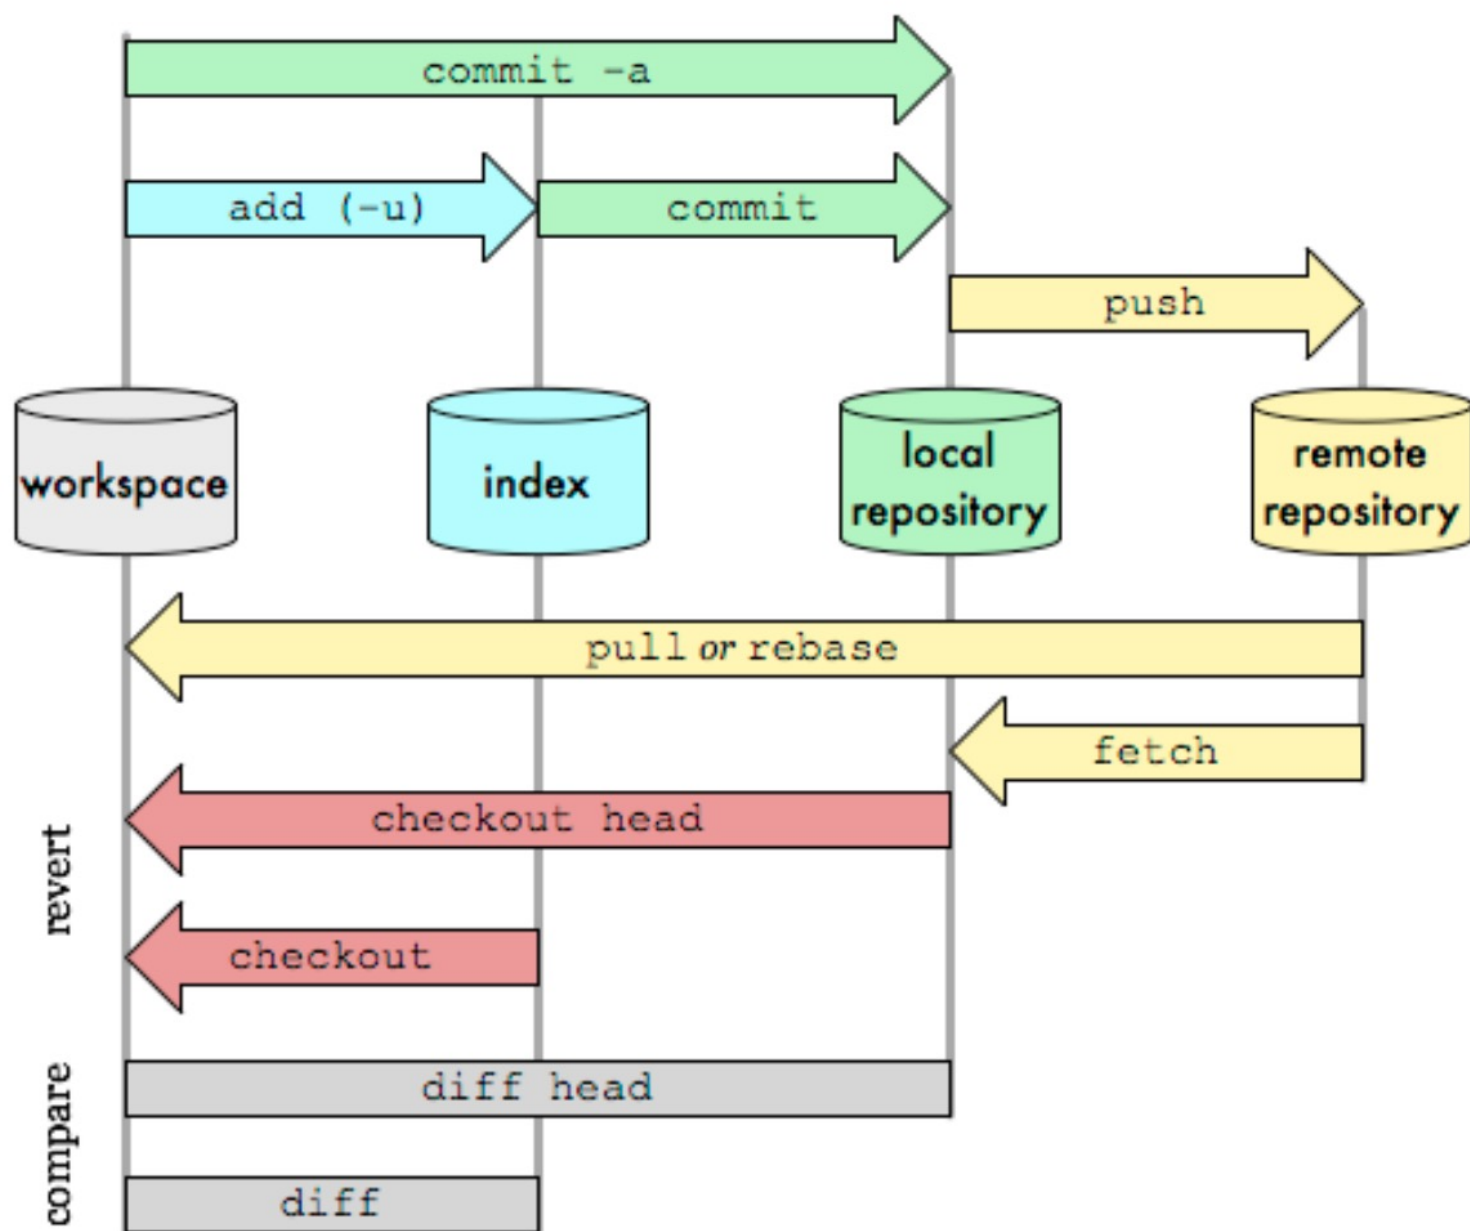 commit -a
add (-u)
commit
push
workspace
index
local
repository
remote
repository
pull or rebase
fetch
revert
checkout head
checkout
compare
diff head
diff